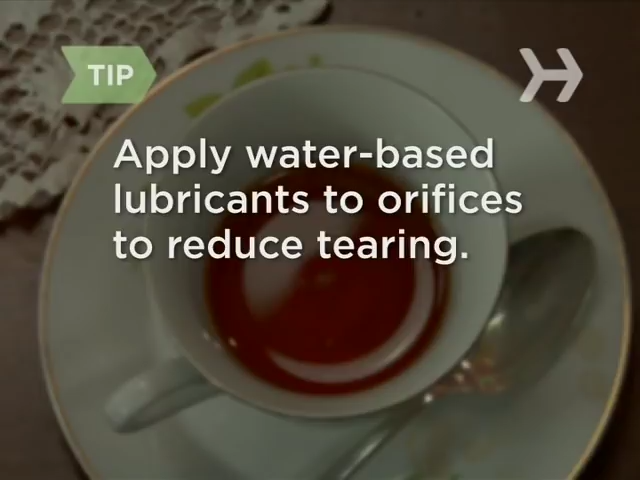 TIP
Apply water-based
lubricants to orifices
to reduce tearing.